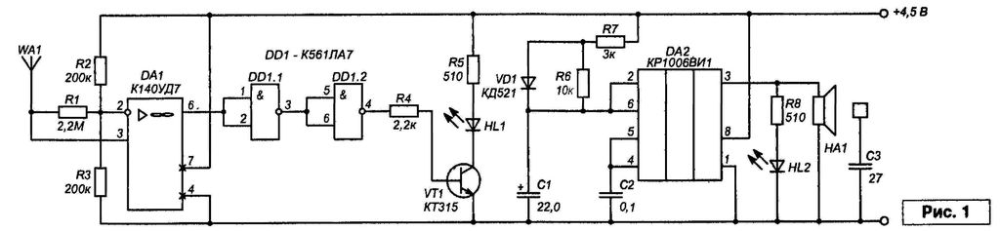 +4,5 В
WA1
R1
2,2M
R2
200к
R3
200к
DA1
К140УД7
2
3
6
7
4
DD1 - К561ЛА7
DD1.1
&
1
2
3
DD1.2
&
5
6
4
R4
2,2к
R5
510
HL1
VT1
КТ315
VD1
КД521
R6
10к
R7
3к
+ C1
22,0
C2
0,1
DA2
КР1006ВИ1
2
6
5
4
3
8
1
R8
510
HL2
HA1
C3
27
Рис. 1